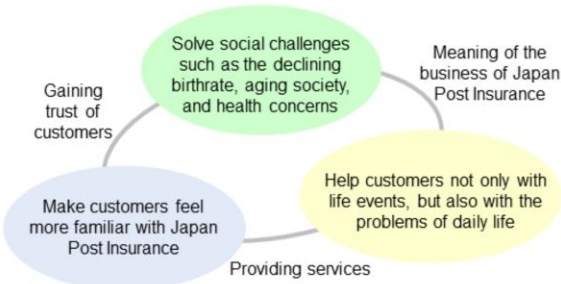 Solve social challenges
such as the declining
birthrate, aging society,
and health concerns
Meaning of the
business of Japan
Post Insurance
Gaining
trust of
customers
Help customers not only with
life events, but also with the
problems of daily life
Make customers feel
more familiar with Japan
Post Insurance
Providing services